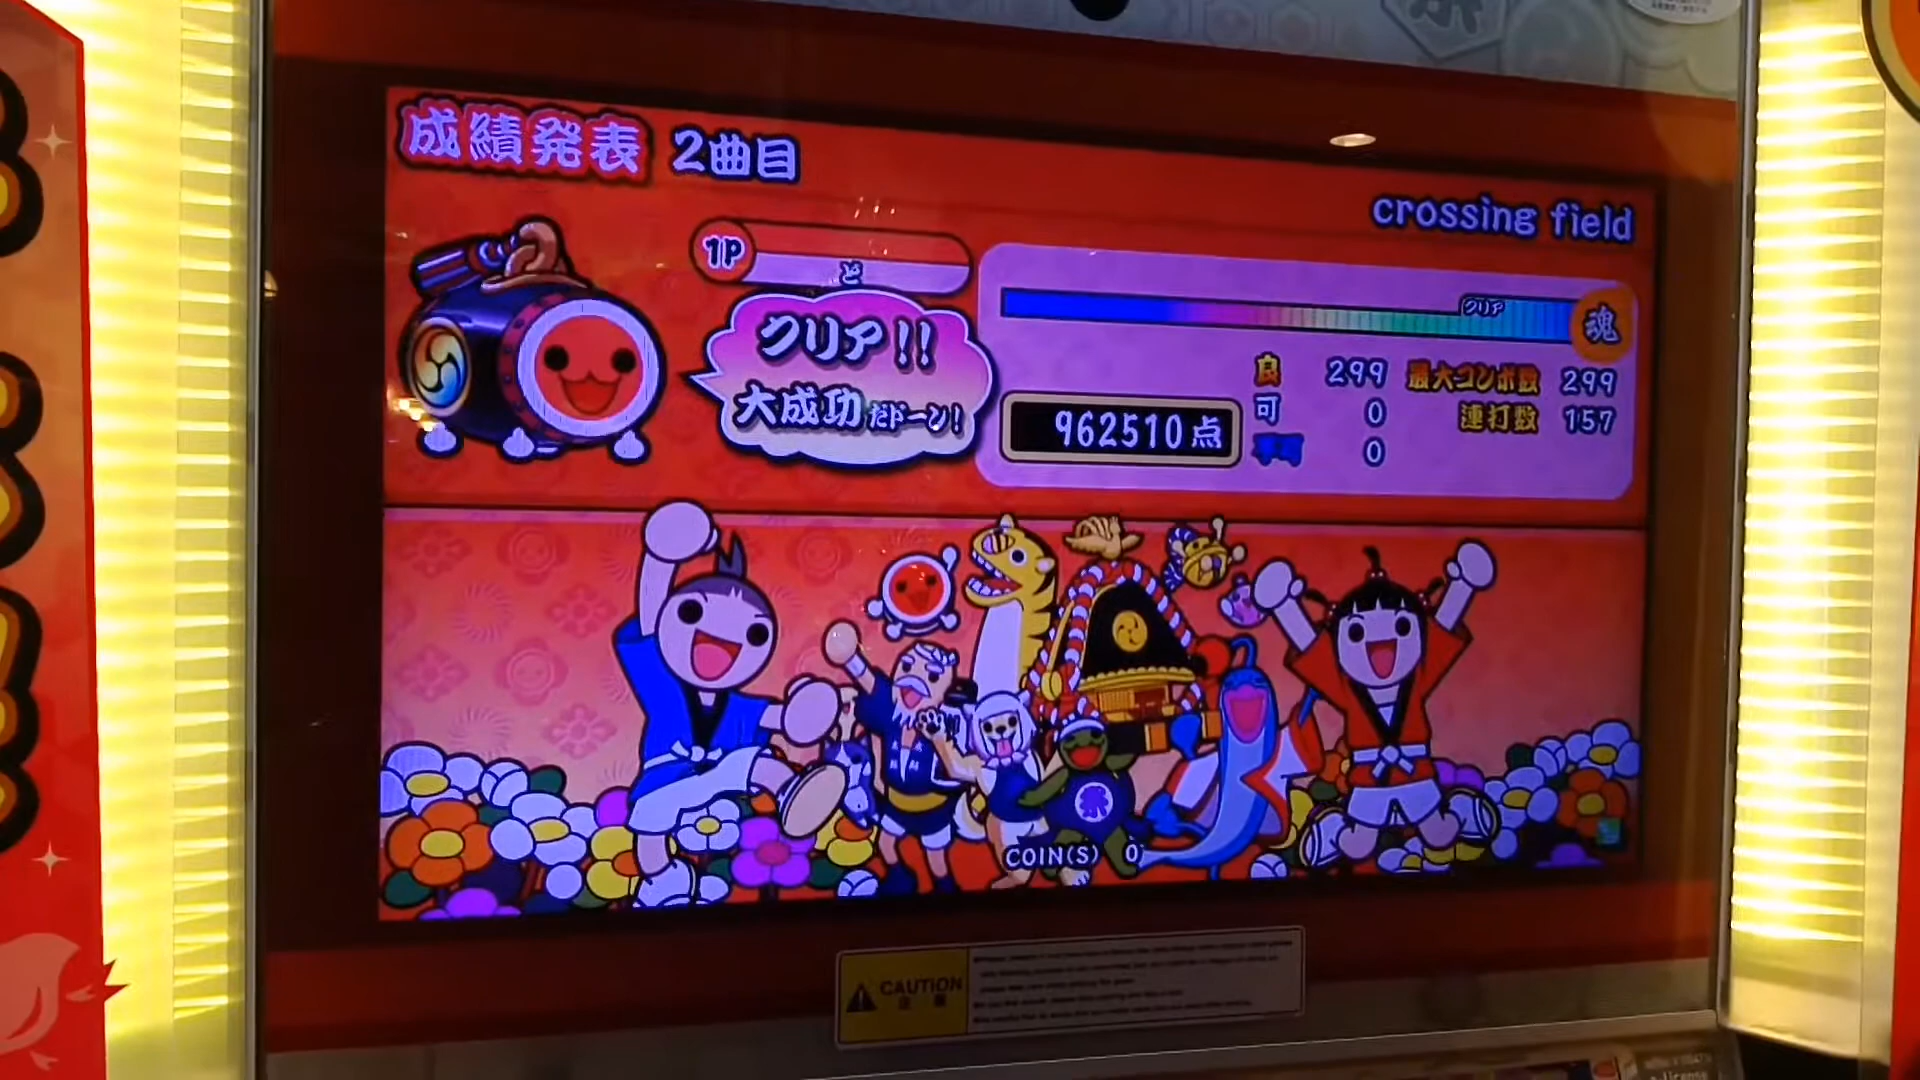 成績発表 2曲目
crossing field
1P
ど
クリア!!
大成功だドーン!
クリア
魂
962510点
良 299
可 0
不可 0
最大コンボ数 299
連打数 157
祭
COIN(S) 0
CAUTION
注意